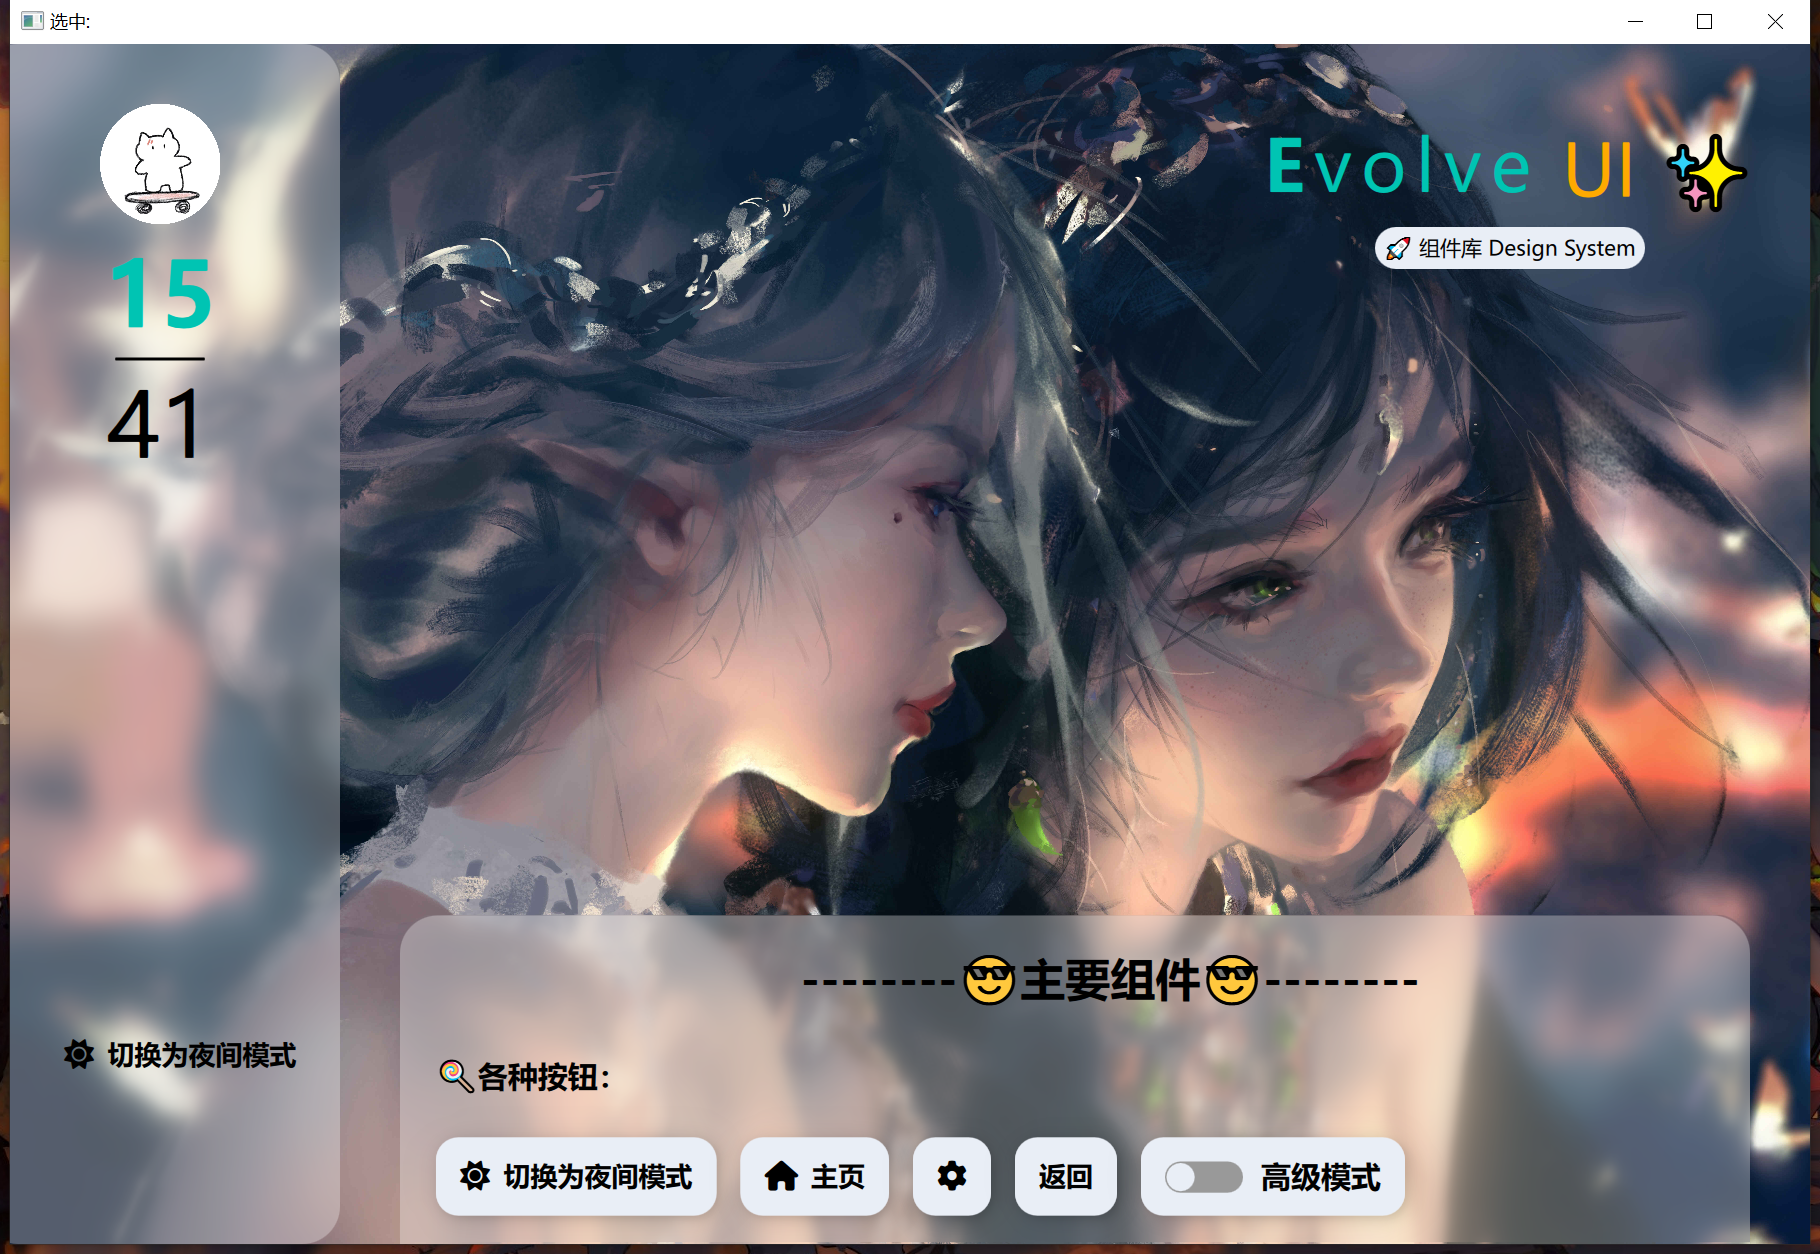 选中:
15
41
切换为夜间模式
Evolve UI
组件库 Design System
--------😎主要组件😎--------
各种按钮：
切换为夜间模式
主页
返回
高级模式